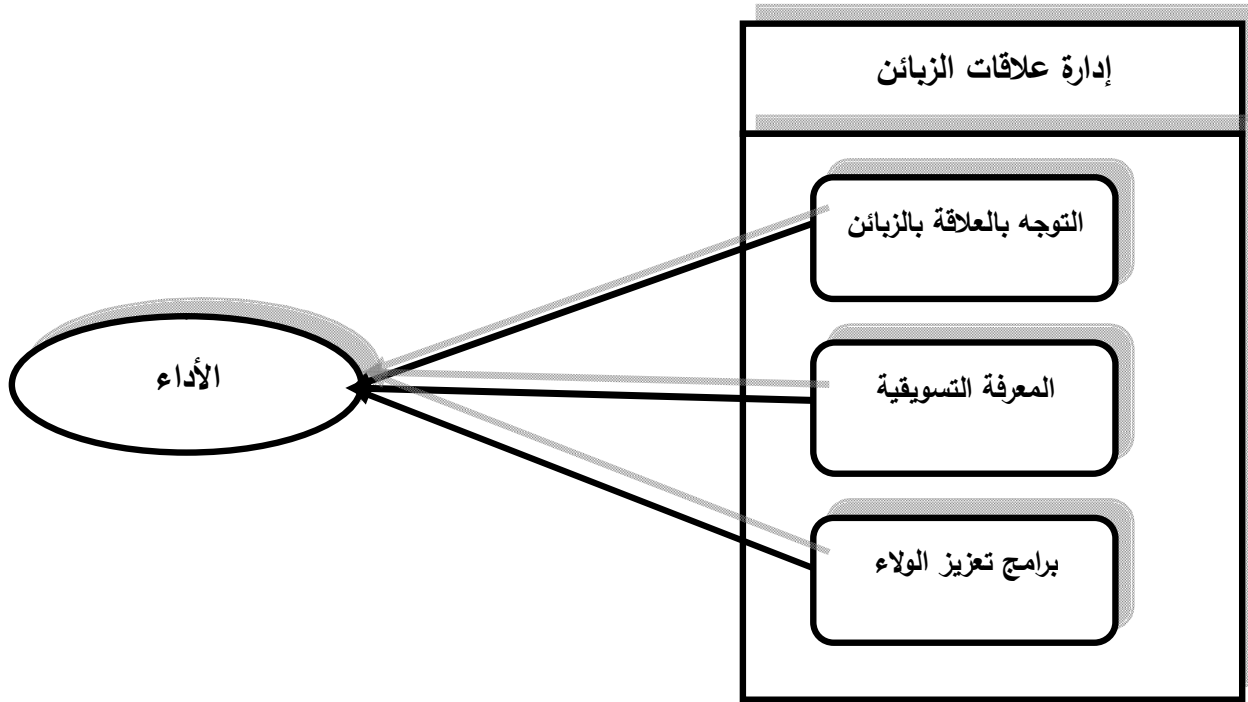 إدارة علاقات الزبائن
التوجه بالعلاقة بالزبائن
المعرفة التسويقية
برامج تعزيز الولاء
الأداء